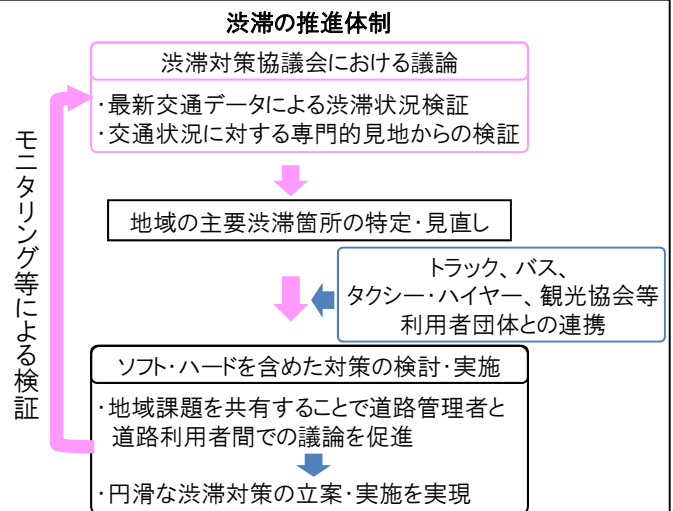 渋滞の推進体制
渋滞対策協議会における議論
・最新交通データによる渋滞状況検証
・交通状況に対する専門的見地からの検証
モニタリング等による検証
地域の主要渋滞箇所の特定・見直し
トラック、バス、
タクシー・ハイヤー、観光協会等
利用者団体との連携
ソフト・ハードを含めた対策の検討・実施
・地域課題を共有することで道路管理者と
道路利用者間での議論を促進
・円滑な渋滞対策の立案・実施を実現